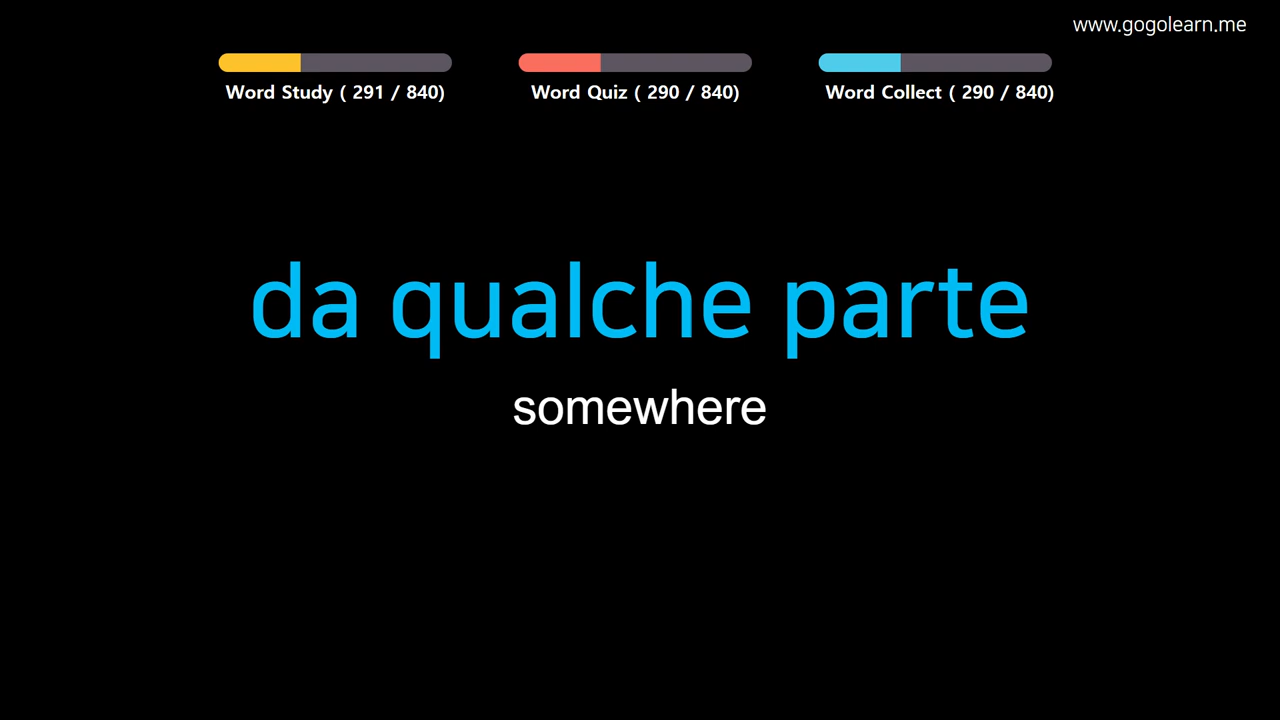 www.gogolearn.me
Word Study ( 291 / 840)
Word Quiz ( 290 / 840)
Word Collect ( 290 / 840)
da qualche parte
somewhere